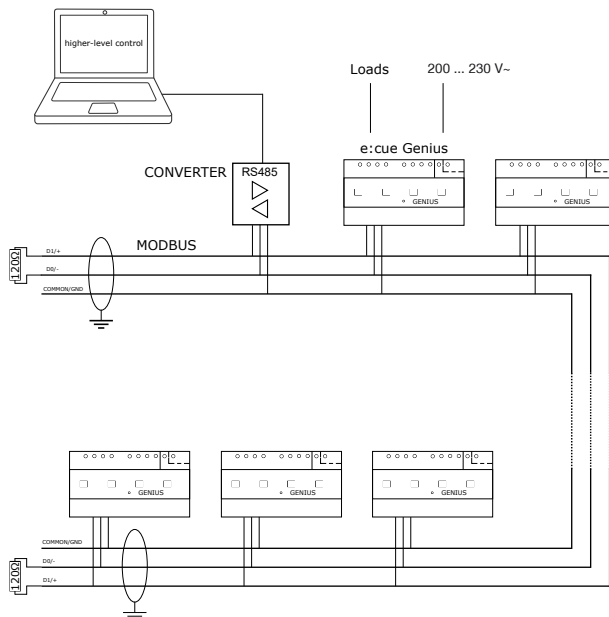 higher-level control
Loads
200 ... 230 V~
e:cue Genius
CONVERTER
RS485
GENIUS
GENIUS
MODBUS
120Ω
D1/+
D0/-
COMMON/GND
GENIUS
GENIUS
GENIUS
COMMON/GND
120Ω
D0/-
D1/+